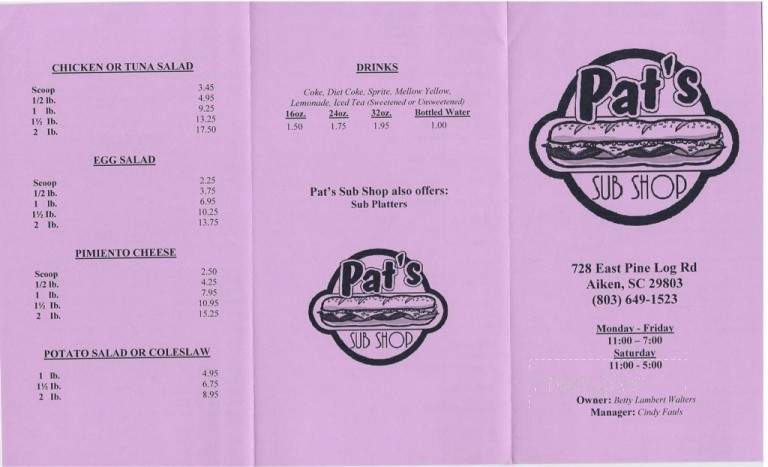 CHICKEN OR TUNA SALAD
Scoop 3.45
1/2 lb. 4.95
1 lb. 9.25
1½ lb. 13.25
2 lb. 17.50
EGG SALAD
Scoop 2.25
1/2 lb. 3.75
1 lb. 6.95
1½ lb. 10.25
2 lb. 13.75
PIMIENTO CHEESE
Scoop 2.50
1/2 lb. 4.25
1 lb. 7.95
1½ lb. 10.95
2 lb. 15.25
POTATO SALAD OR COLESLAW
1 lb. 4.95
1½ lb. 6.75
2 lb. 8.95
DRINKS
Coke, Diet Coke, Sprite, Mellow Yellow,
Lemonade, Iced Tea (Sweetened or Unsweetened)
16oz. 24oz. 32oz. Bottled Water
1.50 1.75 1.95 1.00
Pat's Sub Shop also offers:
Sub Platters
Pat's
SUB SHOP
Pat's
SUB SHOP
728 East Pine Log Rd
Aiken, SC 29803
(803) 649-1523
Monday - Friday
11:00 – 7:00
Saturday
11:00 - 5:00
Owner: Betty Lambert Walters
Manager: Cindy Fauls